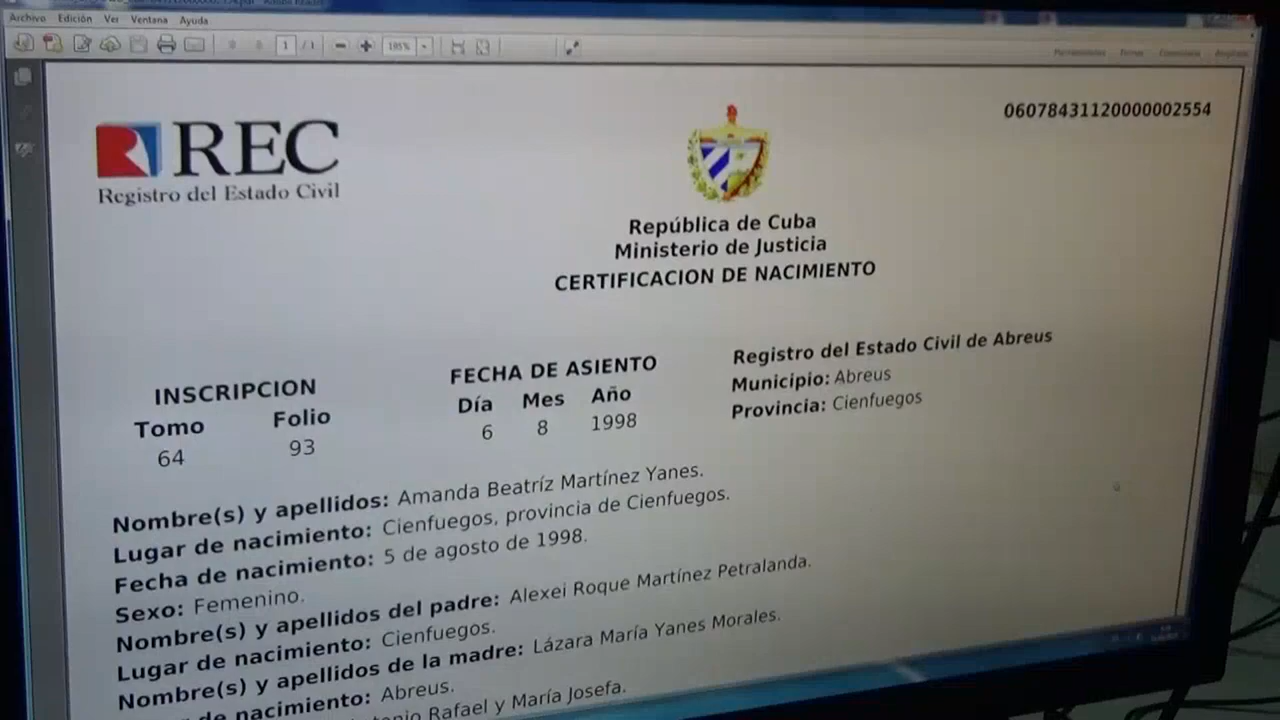 Archivo Edición Ver Ventana Ayuda
1 / 1 195%
REC
Registro del Estado Civil
06078431120000002554
República de Cuba
Ministerio de Justicia
CERTIFICACION DE NACIMIENTO
INSCRIPCION
Tomo Folio
64 93
FECHA DE ASIENTO
Día Mes Año
6 8 1998
Registro del Estado Civil de Abreus
Municipio: Abreus
Provincia: Cienfuegos
Nombre(s) y apellidos: Amanda Beatríz Martínez Yanes.
Lugar de nacimiento: Cienfuegos, provincia de Cienfuegos.
Fecha de nacimiento: 5 de agosto de 1998.
Sexo: Femenino.
Nombre(s) y apellidos del padre: Alexei Roque Martínez Petralanda.
Lugar de nacimiento: Cienfuegos.
Nombre(s) y apellidos de la madre: Lázara María Yanes Morales.
de nacimiento: Abreus.
Rafael y María Josefa.